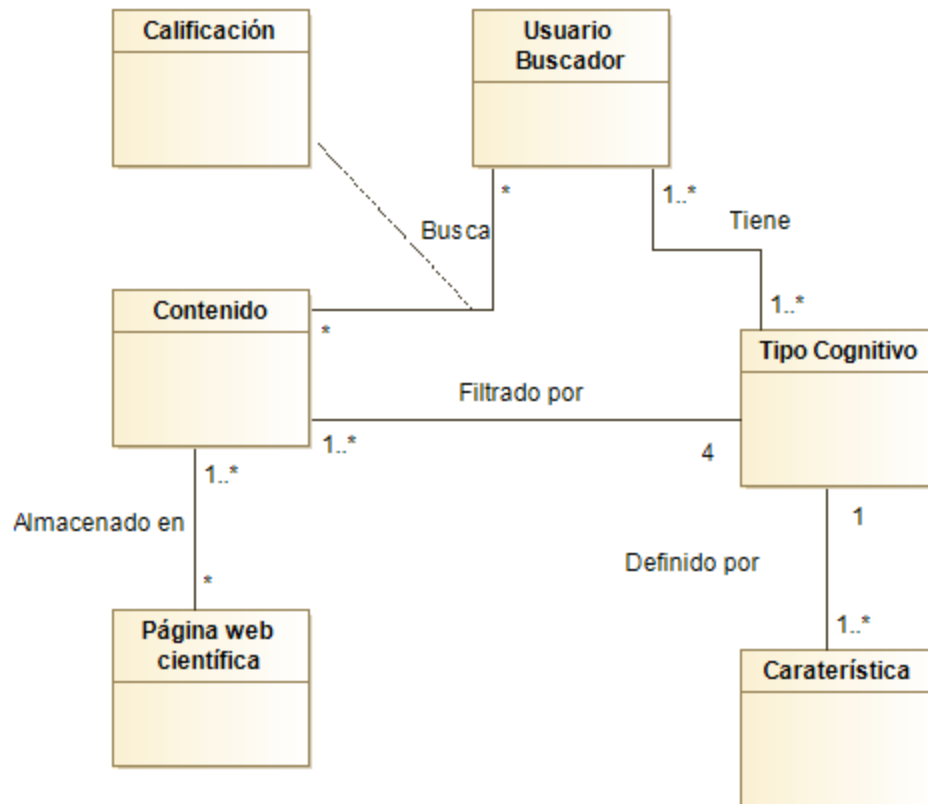 Calificación
Usuario
Buscador
*
1..*
Busca
Tiene
Contenido
*
1..*
Tipo Cognitivo
Filtrado por
1..*
4
1..*
1
Almacenado en
Definido por
*
1..*
Página web
científica
Caraterística